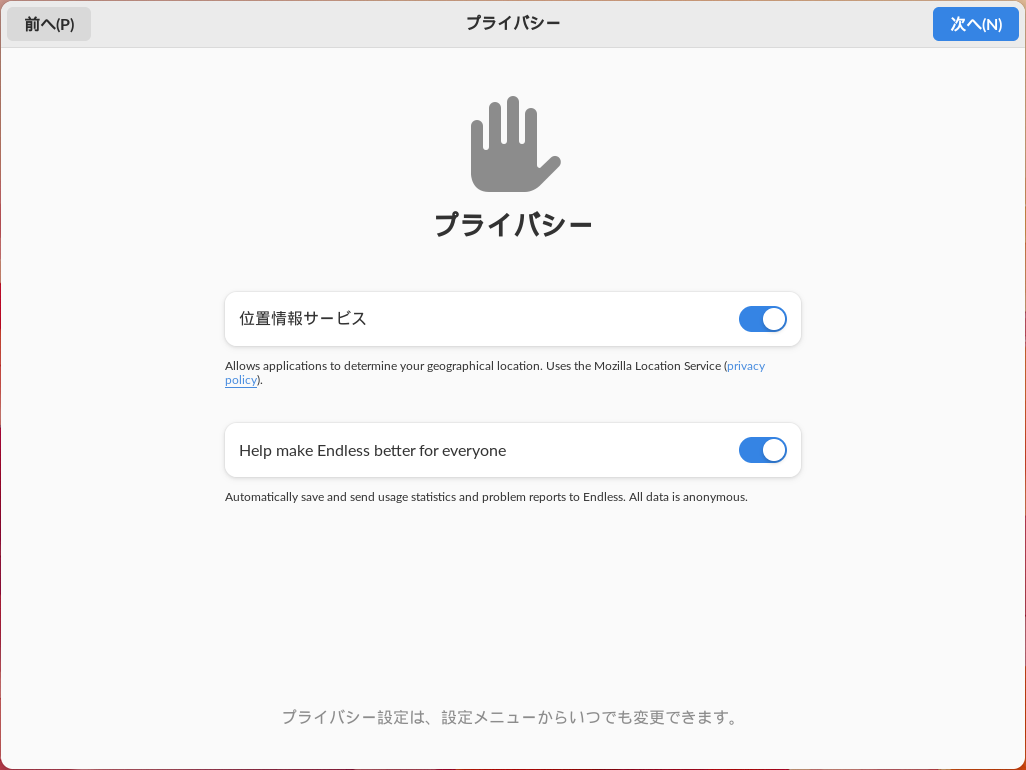 前へ(P)
プライバシー
次へ(N)
プライバシー
位置情報サービス
Allows applications to determine your geographical location. Uses the Mozilla Location Service (privacy
policy).
Help make Endless better for everyone
Automatically save and send usage statistics and problem reports to Endless. All data is anonymous.
プライバシー設定は、設定メニューからいつでも変更できます。